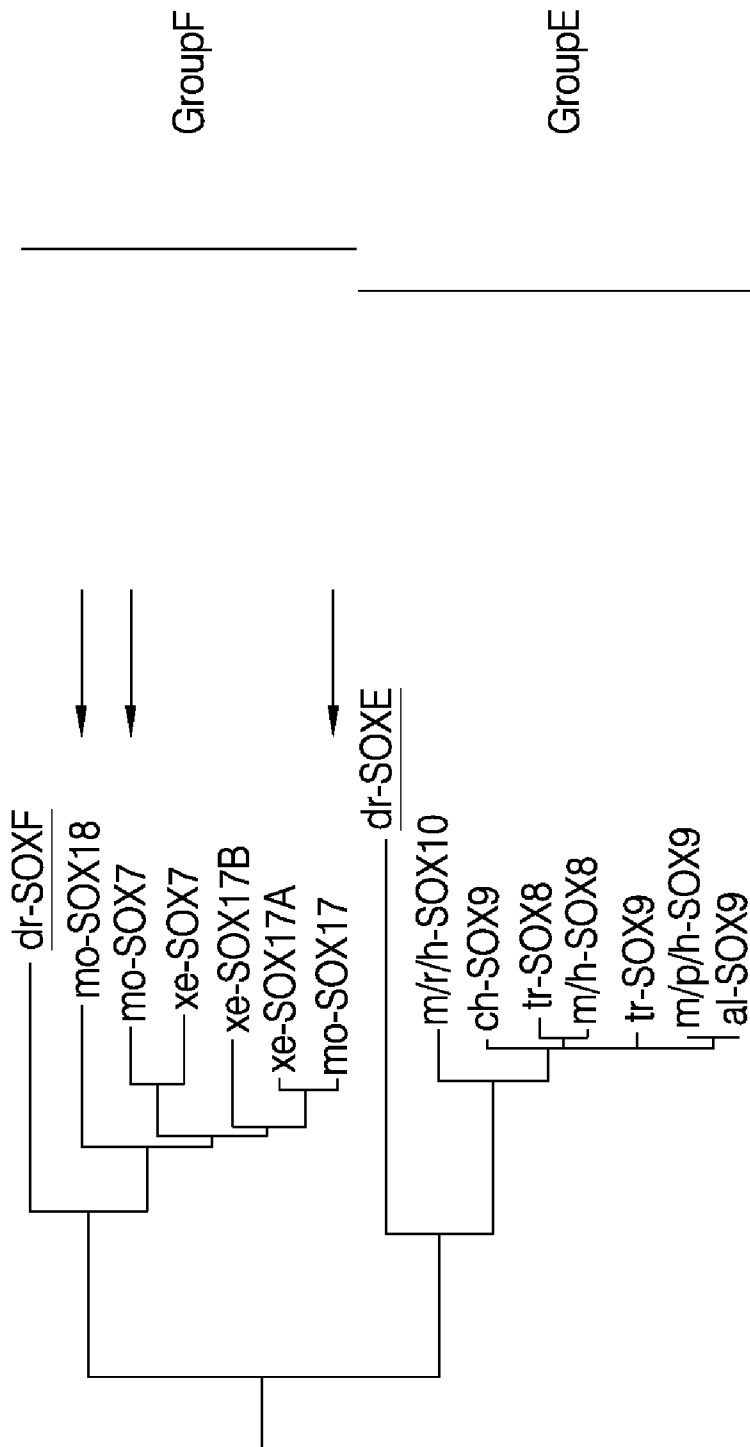 dr-SOXF
mo-SOX18
mo-SOX7
xe-SOX7
xe-SOX17B
xe-SOX17A
mo-SOX17
GroupF
dr-SOXE
m/r/h-SOX10
ch-SOX9
tr-SOX8
m/h-SOX8
tr-SOX9
m/p/h-SOX9
al-SOX9
GroupE